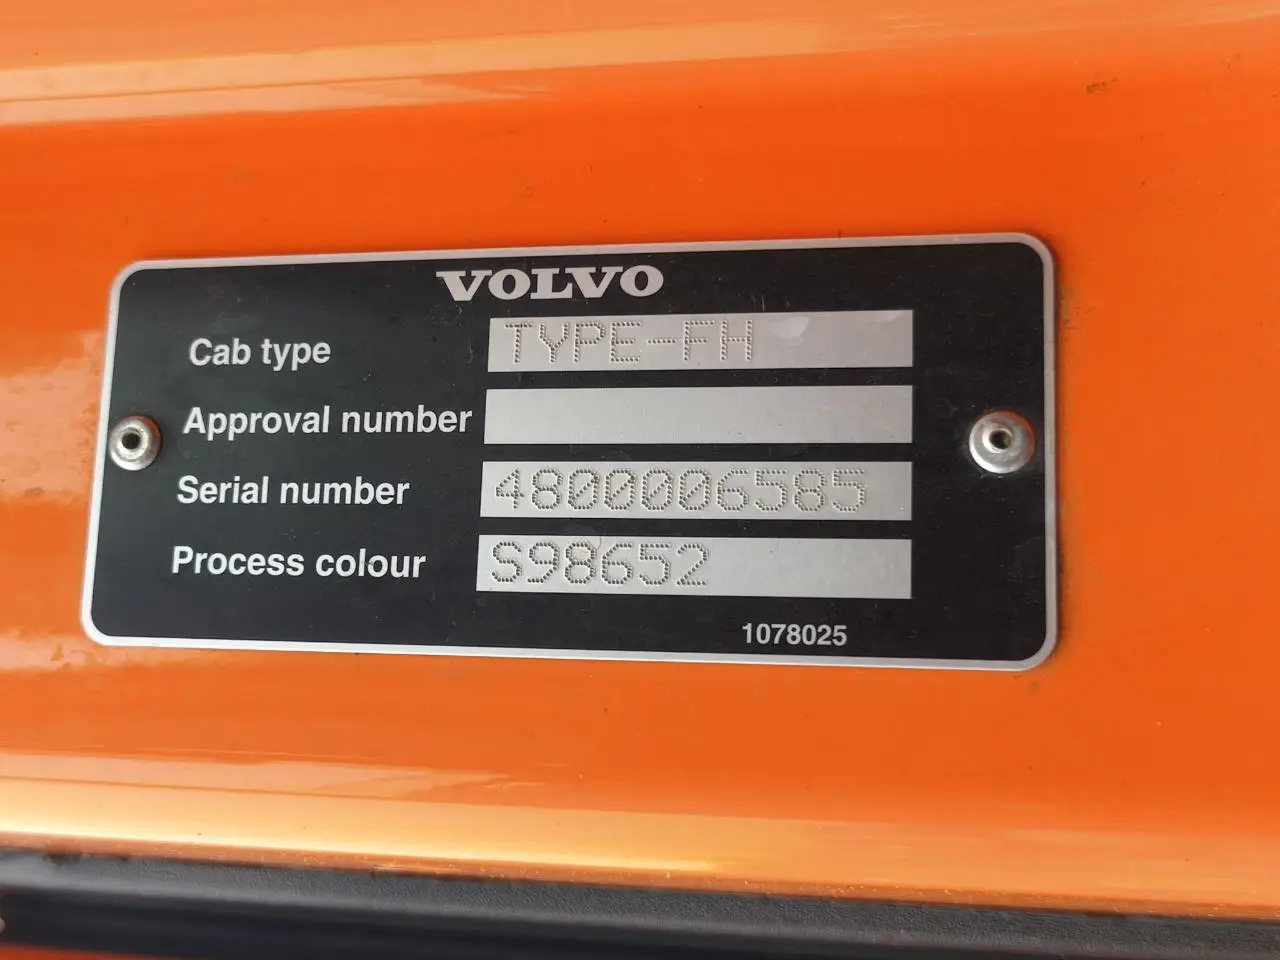 VOLVO
Cab type TYPE-FH
Approval number
Serial number 4800006585
Process colour S98652
1078025